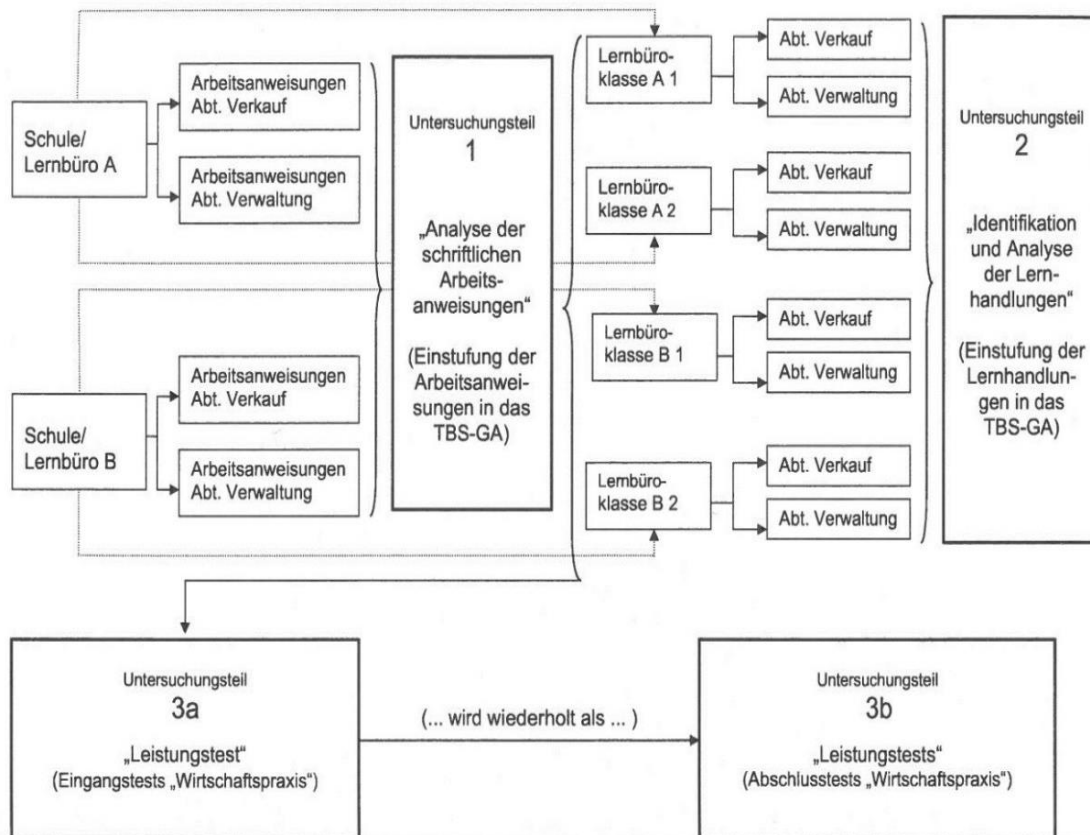 Schule/
Lernbüro A
Arbeitsanweisungen
Abt. Verkauf
Arbeitsanweisungen
Abt. Verwaltung
Schule/
Lernbüro B
Arbeitsanweisungen
Abt. Verkauf
Arbeitsanweisungen
Abt. Verwaltung
Untersuchungsteil
1
„Analyse der
schriftlichen
Arbeits-
anweisungen“
(Einstufung der
Arbeitsanwei-
sungen in das
TBS-GA)
Lernbüro-
klasse A 1
Abt. Verkauf
Abt. Verwaltung
Lernbüro-
klasse A 2
Abt. Verkauf
Abt. Verwaltung
Lernbüro-
klasse B 1
Abt. Verkauf
Abt. Verwaltung
Lernbüro-
klasse B 2
Abt. Verkauf
Abt. Verwaltung
Untersuchungsteil
2
„Identifikation
und Analyse
der Lern-
handlungen“
(Einstufung der
Lernhandlun-
gen in das
TBS-GA)
Untersuchungsteil
3a
„Leistungstest“
(Eingangstests „Wirtschaftspraxis“)
(... wird wiederholt als ... )
Untersuchungsteil
3b
„Leistungstests“
(Abschlusstests „Wirtschaftspraxis“)